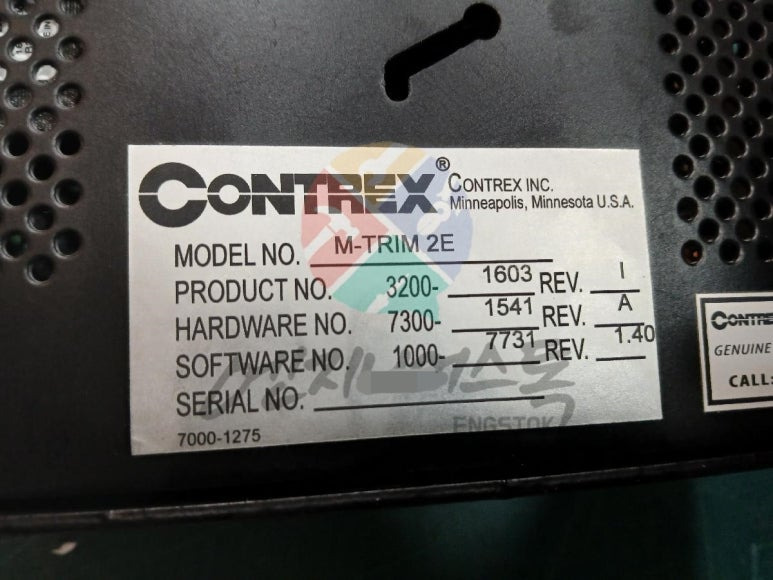 CONTREX® CONTREX INC.
Minneapolis, Minnesota U.S.A.
MODEL NO. M-TRIM 2E
PRODUCT NO. 3200-1603 REV. I
HARDWARE NO. 7300-1541 REV. A
SOFTWARE NO. 1000-7731 REV. 1.40
SERIAL NO.
7000-1275
ENGSTOK
CONTRE
GENUINE
CALL: